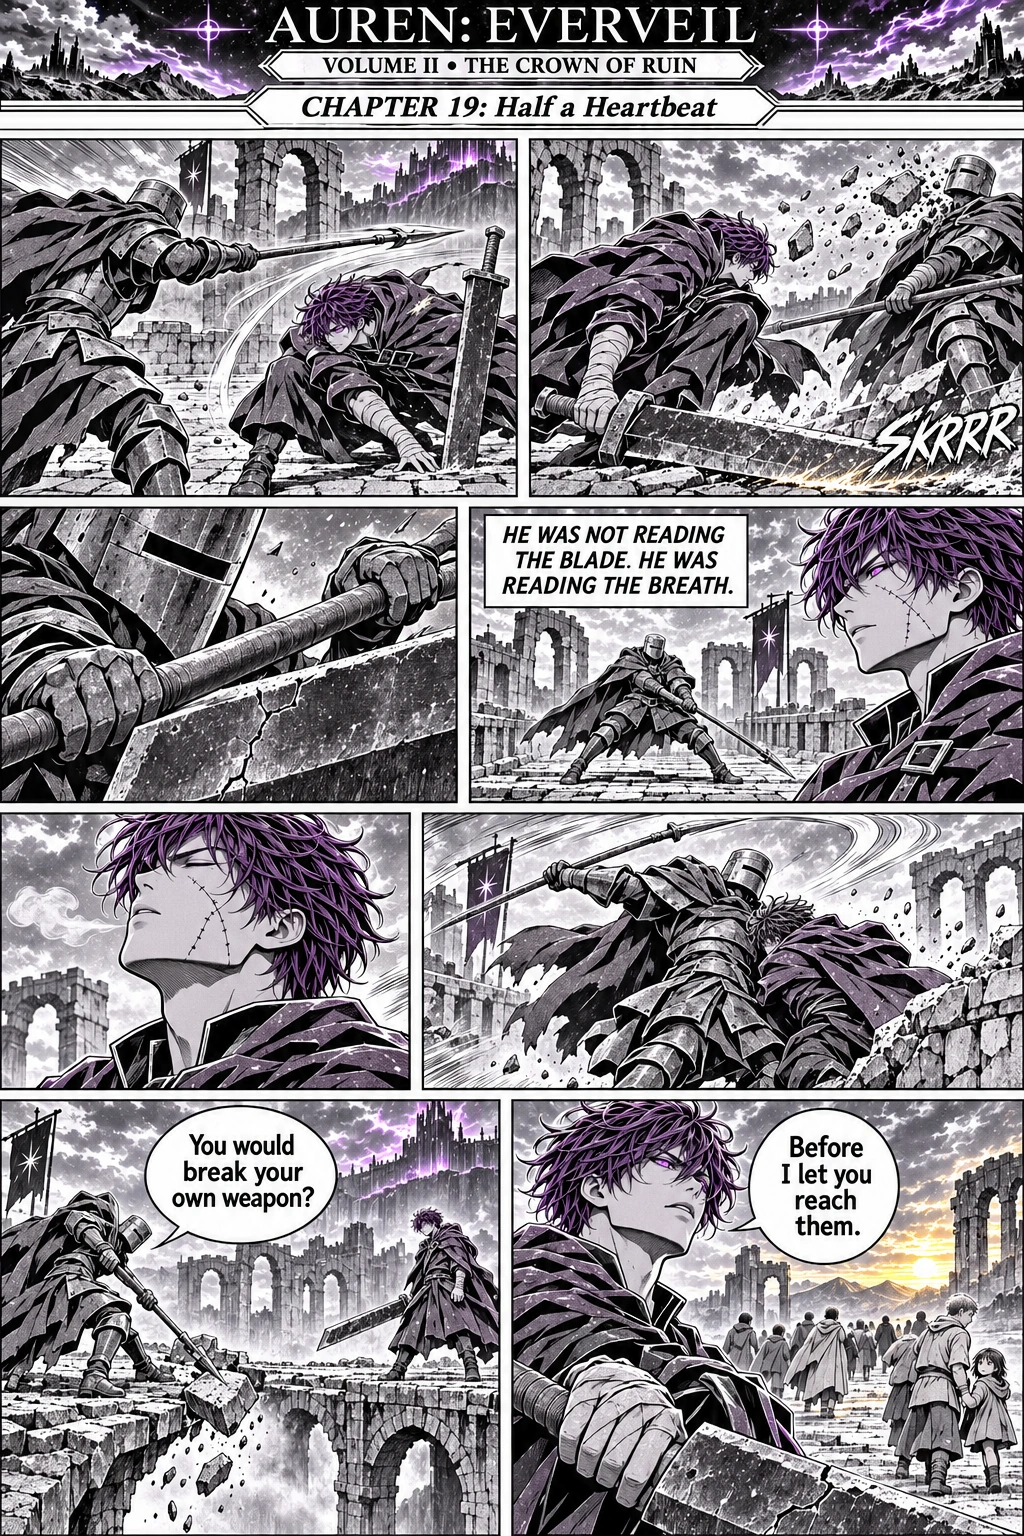 AUREN: EVERVEIL
VOLUME II • THE CROWN OF RUIN
CHAPTER 19: Half a Heartbeat
SKRRR
HE WAS NOT READING
THE BLADE. HE WAS
READING THE BREATH.
You would
break your
own weapon?
Before
I let you
reach
them.